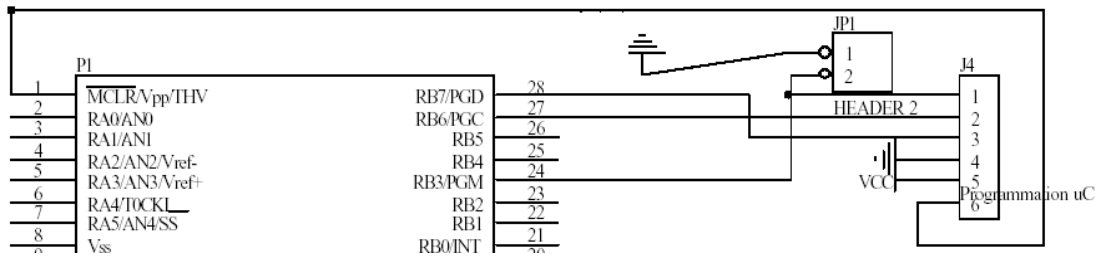 JP1
1
2
HEADER 2
J4
1
2
3
4
5
6
VCC
Programmation uC
P1
1 MCLR/Vpp/THV RB7/PGD 28
2 RA0/AN0 RB6/PGC 27
3 RA1/AN1 RB5 26
4 RA2/AN2/Vref- RB4 25
5 RA3/AN3/Vref+ RB3/PGM 24
6 RA4/T0CKI RB2 23
7 RA5/AN4/SS RB1 22
8 Vss RB0/INT 21